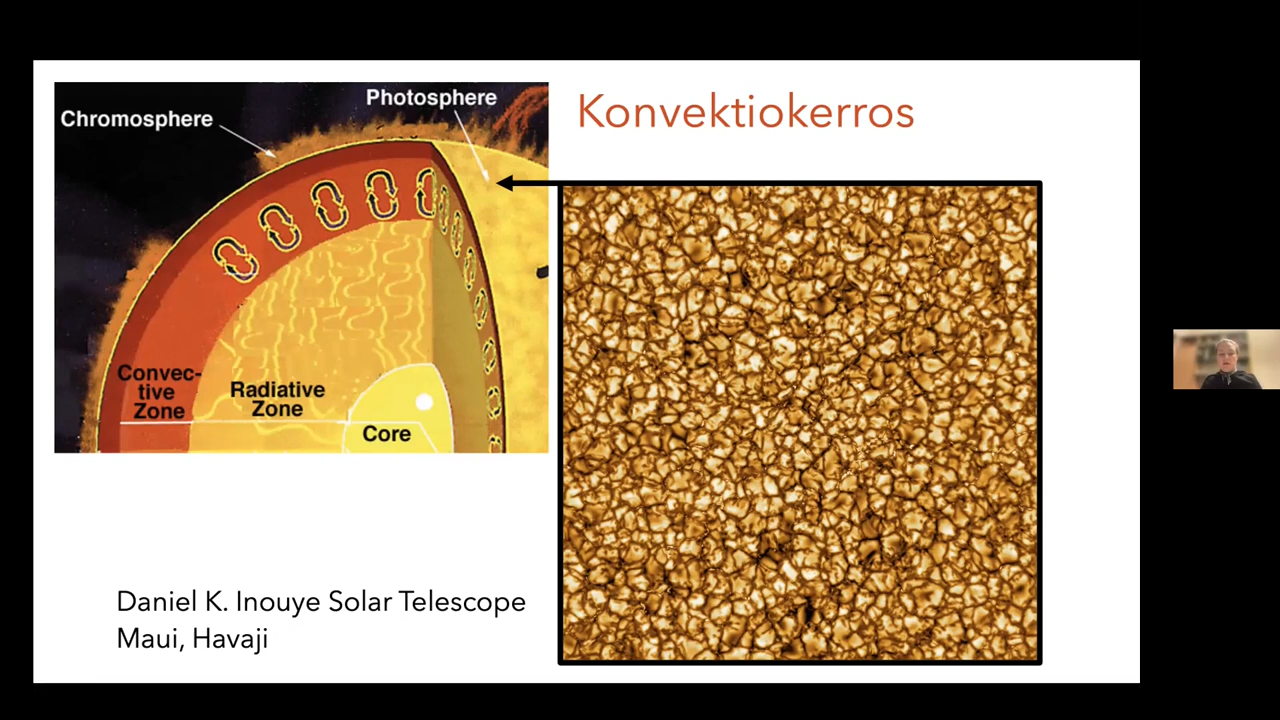 Konvektiokerros
Chromosphere
Photosphere
Convec-
tive
Zone
Radiative
Zone
Core
Daniel K. Inouye Solar Telescope
Maui, Havaji